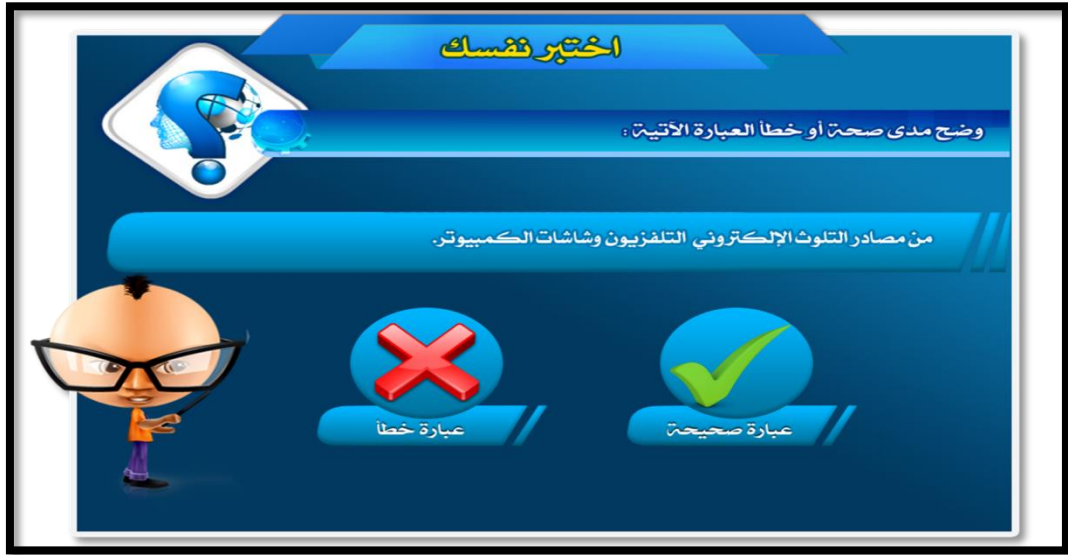 اختبر نفسك
وضح مدى صحة أو خطأ العبارة الآتية :
من مصادر التلوث الإلكتروني التلفزيون وشاشات الكمبيوتر.
عبارة صحيحة
عبارة خطأ